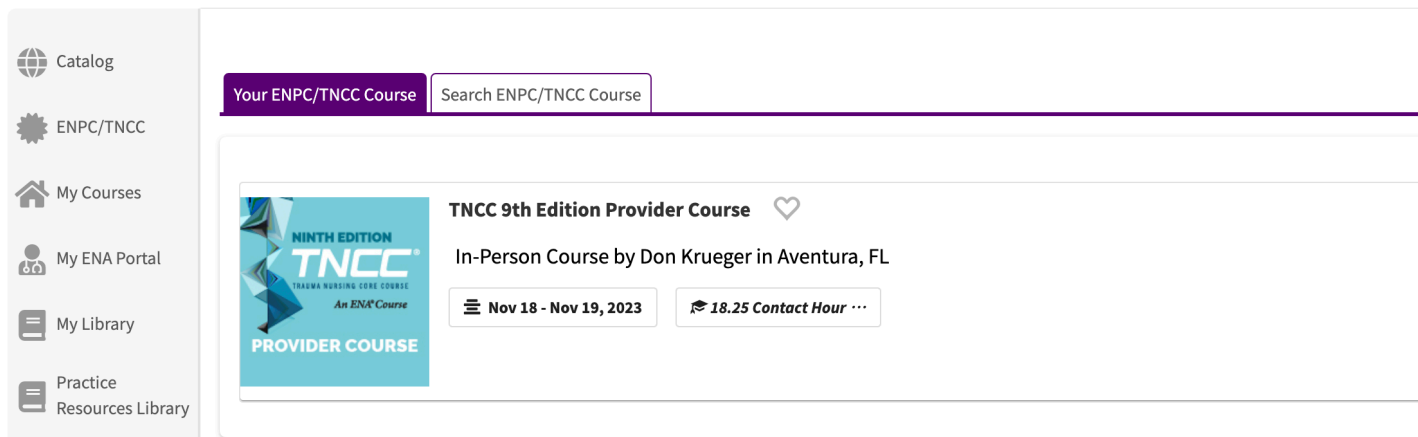 Catalog
ENPC/TNCC
My Courses
My ENA Portal
My Library
Practice
Resources Library
Your ENPC/TNCC Course
Search ENPC/TNCC Course
NINTH EDITION
TNCC®
TRAUMA NURSING CORE COURSE
An ENA® Course
PROVIDER COURSE
TNCC 9th Edition Provider Course
In-Person Course by Don Krueger in Aventura, FL
Nov 18 - Nov 19, 2023
18.25 Contact Hour ···